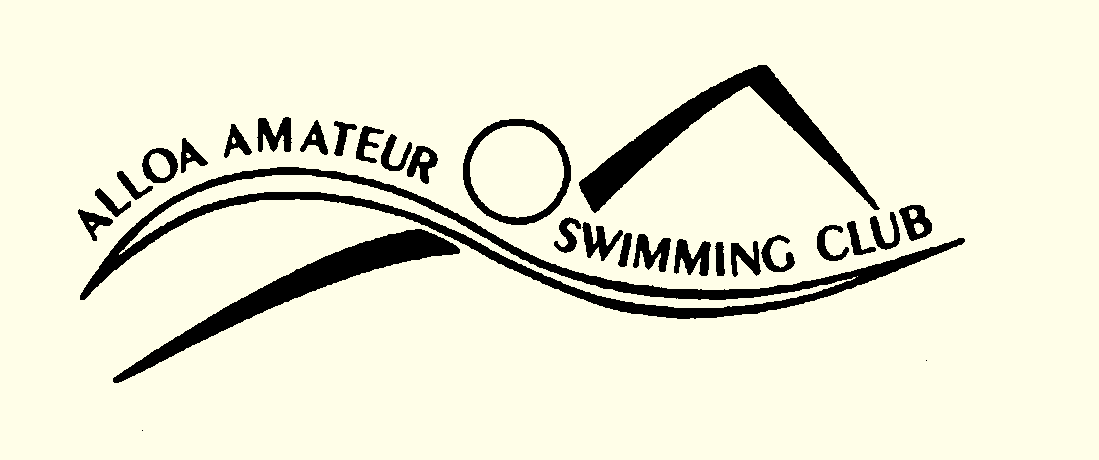 ALLOA AMATEUR
SWIMMING CLUB